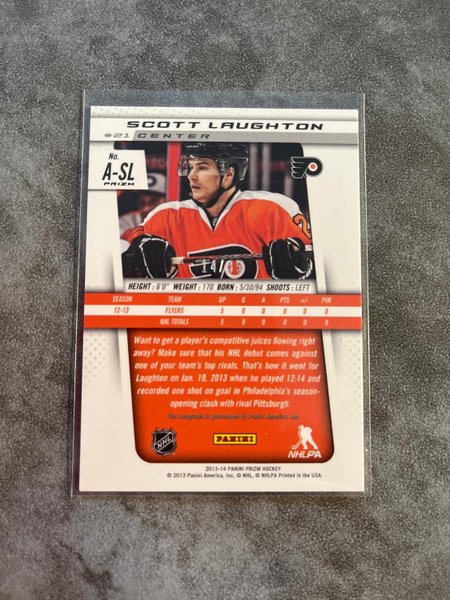 SCOTT LAUGHTON
#21 CENTER
No.
A-SL
PRIZM
HEIGHT : 6'0" WEIGHT : 170 BORN : 5/30/94 SHOOTS : LEFT
SEASON TEAM GP G A PTS +/- PIM
12-13 FLYERS 5 0 0 0 0 0
NHL TOTALS 5 0 0 0 0 0
Want to get a player's competitive juices flowing right
away? Make sure that his NHL debut comes against
one of your team's top rivals. That's how it went for
Laughton on Jan. 19, 2013 when he played 12:14 and
recorded one shot on goal in Philadelphia's season-
opening clash with rival Pittsburgh.
The autograph is guaranteed by Panini America, Inc.
NHL PANINI NHLPA
2013-14 PANINI PRIZM HOCKEY
© 2013 Panini America, Inc. © NHL, © NHLPA Printed in the USA.